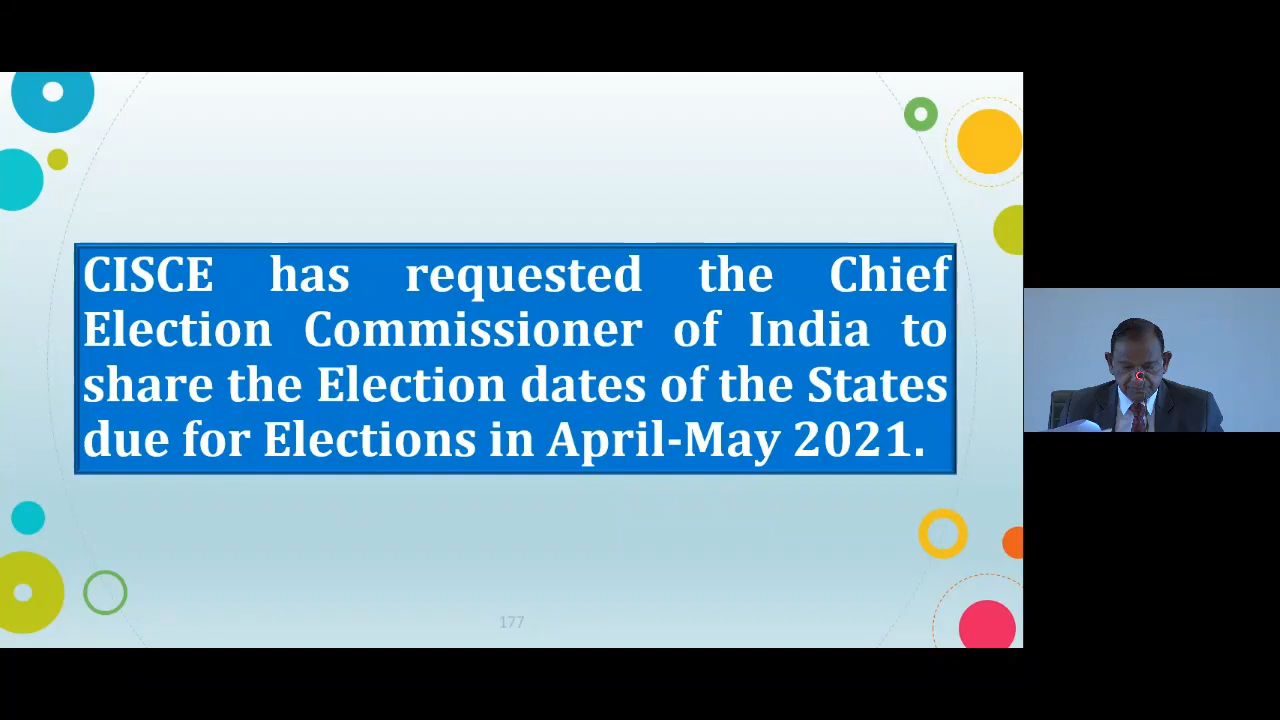 CISCE has requested the Chief
Election Commissioner of India to
share the Election dates of the States
due for Elections in April-May 2021.
177